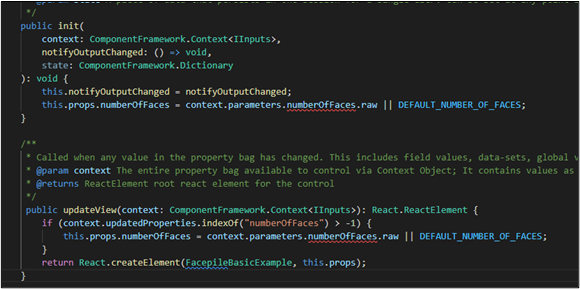 */
public init(
context: ComponentFramework.Context<IInputs>,
notifyOutputChanged: () => void,
state: ComponentFramework.Dictionary
): void {
this.notifyOutputChanged = notifyOutputChanged;
this.props.numberOfFaces = context.parameters.numberOfFaces.raw || DEFAULT_NUMBER_OF_FACES;
}
/**
* Called when any value in the property bag has changed. This includes field values, data-sets, global v
* @param context The entire property bag available to control via Context Object; It contains values as
* @returns ReactElement root react element for the control
*/
public updateView(context: ComponentFramework.Context<IInputs>): React.ReactElement {
if (context.updatedProperties.indexOf("numberOfFaces") > -1) {
this.props.numberOfFaces = context.parameters.numberOfFaces.raw || DEFAULT_NUMBER_OF_FACES;
}
return React.createElement(FacepileBasicExample, this.props);
}